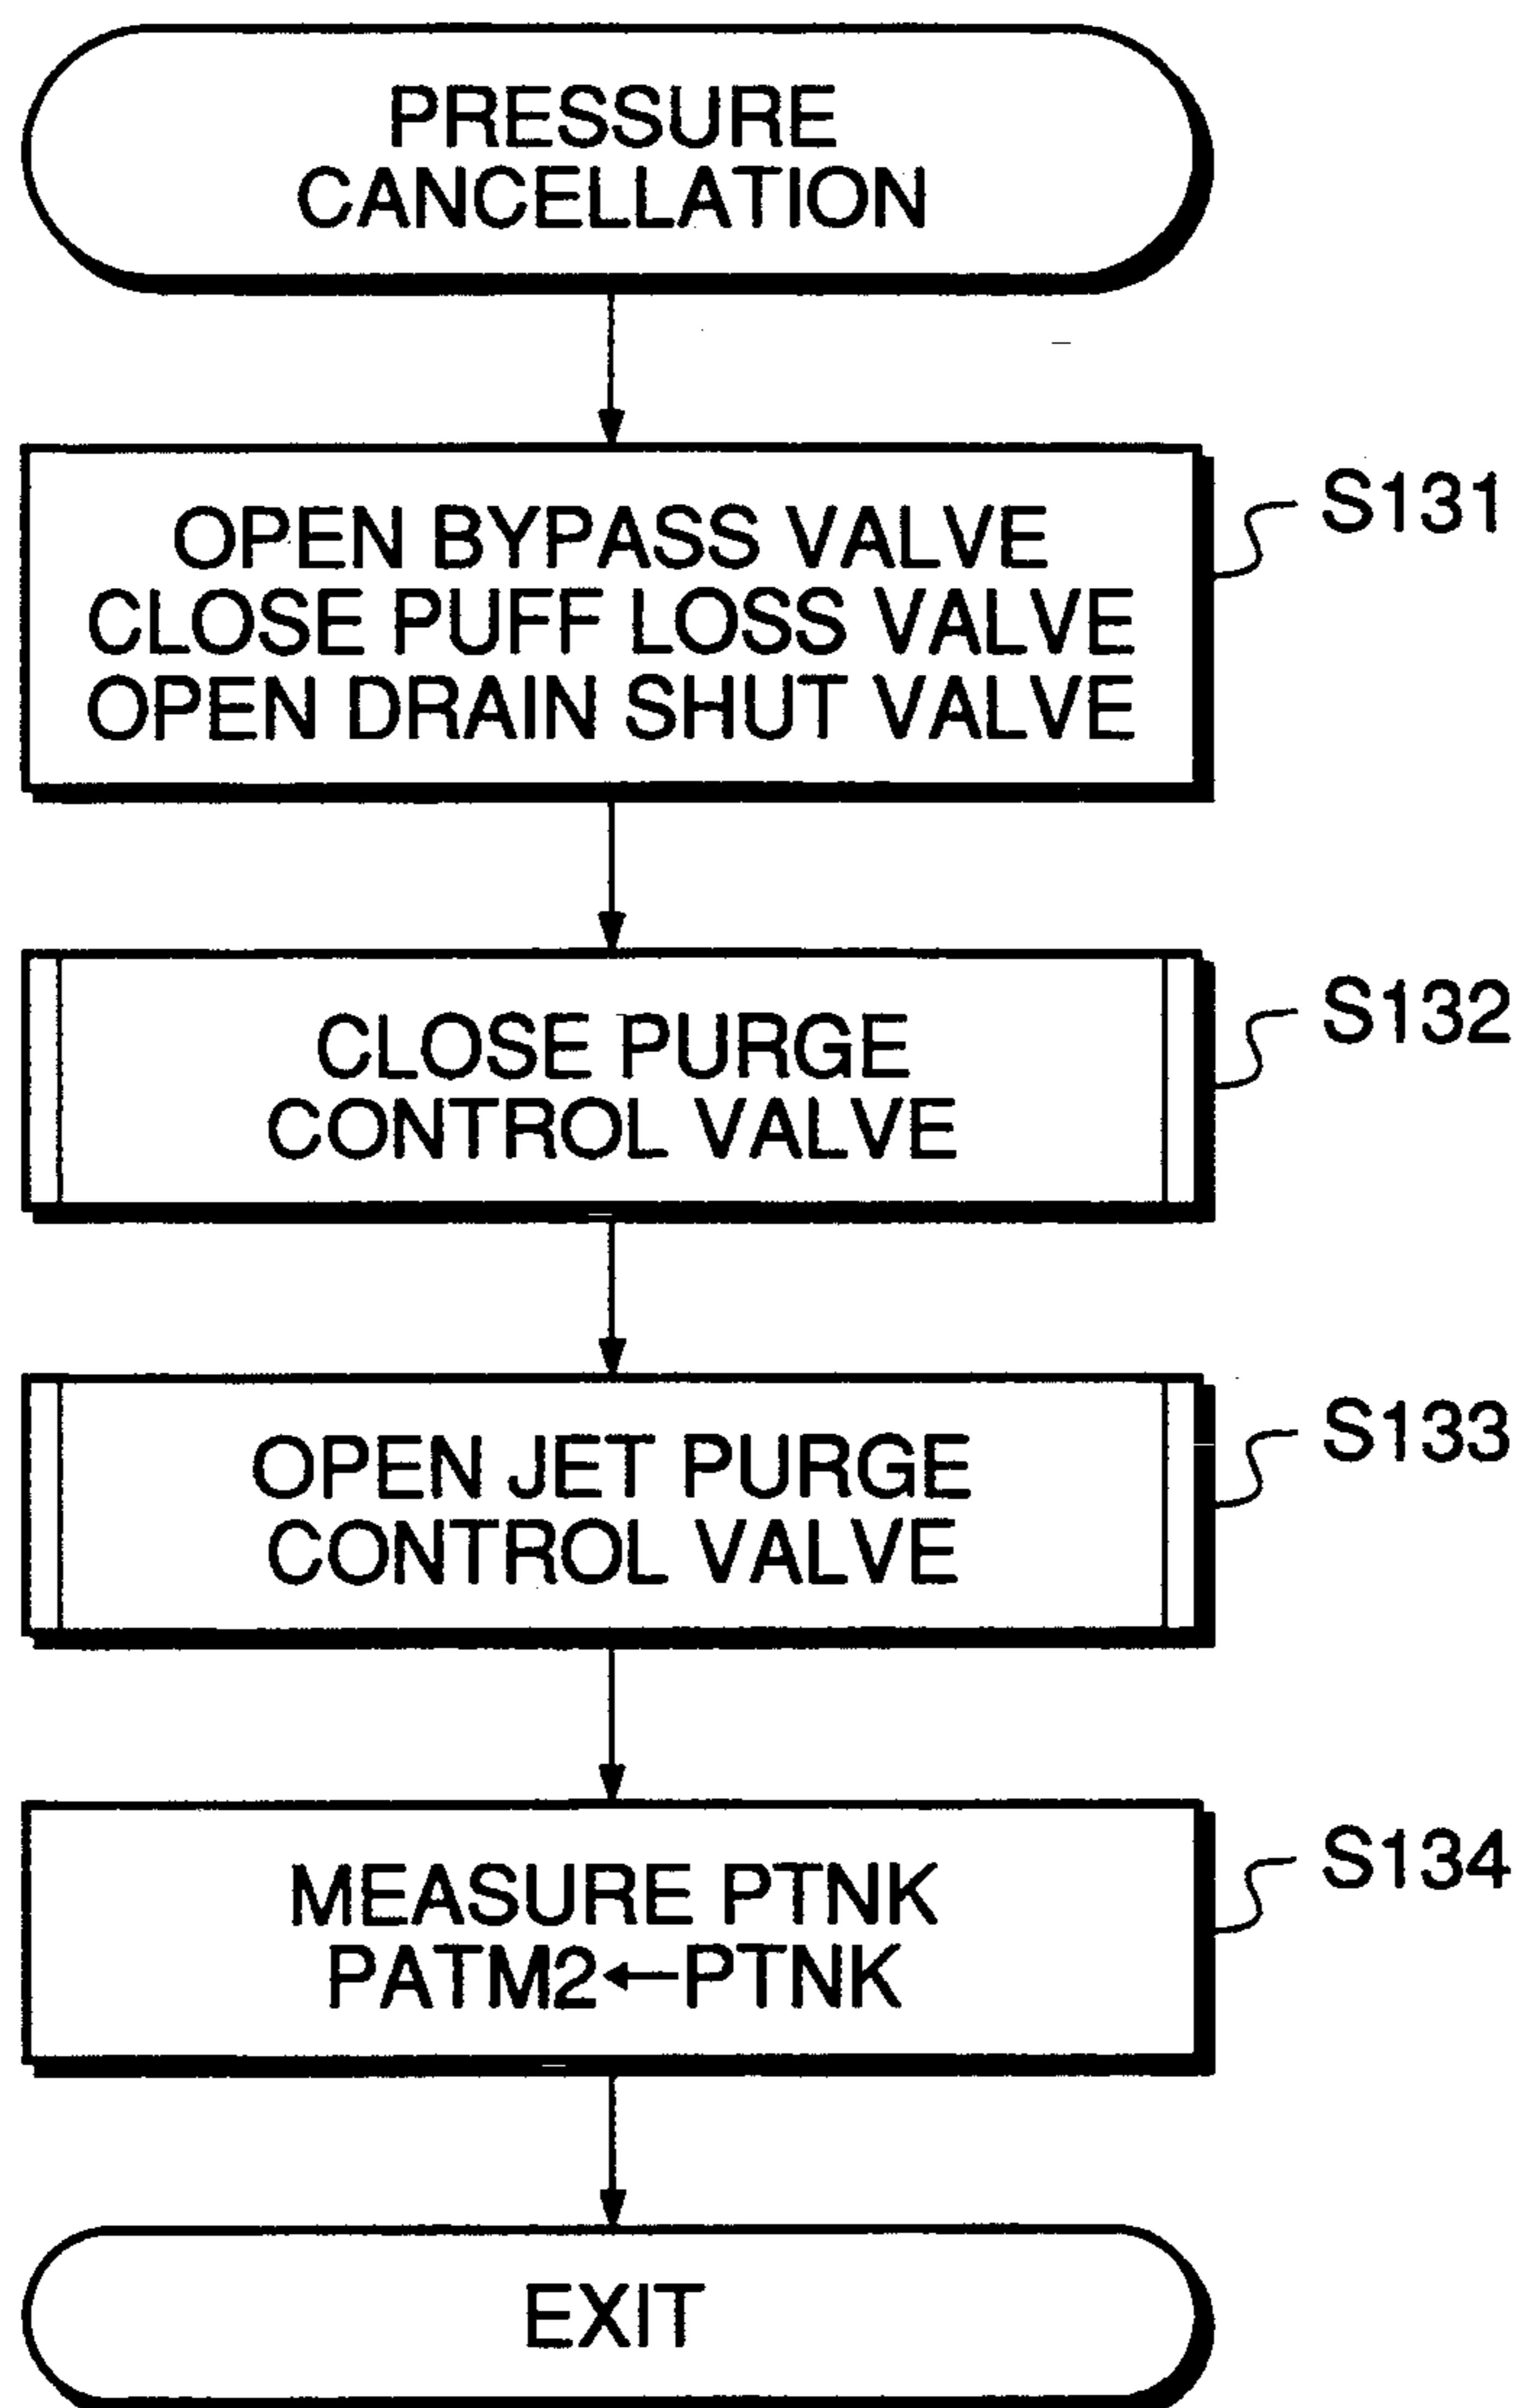 PRESSURE
CANCELLATION
OPEN BYPASS VALVE
CLOSE PUFF LOSS VALVE
OPEN DRAIN SHUT VALVE
S131
CLOSE PURGE
CONTROL VALVE
S132
OPEN JET PURGE
CONTROL VALVE
S133
MEASURE PTNK
PATM2←PTNK
S134
EXIT